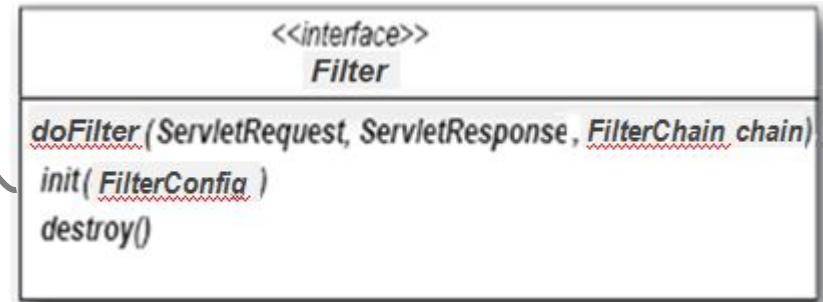 <<interface>>
Filter
doFilter(ServletRequest, ServletResponse, FilterChain chain)
init( FilterConfig )
destroy()